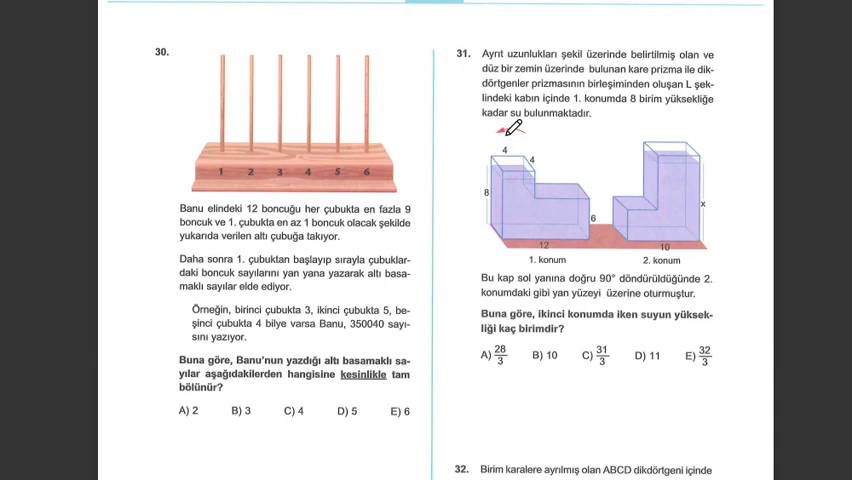 30.
1 2 3 4 5 6
Banu elindeki 12 boncuğu her çubukta en fazla 9
boncuk ve 1. çubukta en az 1 boncuk olacak şekilde
yukarıda verilen altı çubuğa takıyor.
Daha sonra 1. çubuktan başlayıp sırayla çubuklar-
daki boncuk sayılarını yan yana yazarak altı basa-
maklı sayılar elde ediyor.
Örneğin, birinci çubukta 3, ikinci çubukta 5, be-
şinci çubukta 4 bilye varsa Banu, 350040 sayı-
sını yazıyor.
Buna göre, Banu'nun yazdığı altı basamaklı sa-
yılar aşağıdakilerden hangisine kesinlikle tam
bölünür?
A) 2 B) 3 C) 4 D) 5 E) 6
31. Ayrıt uzunlukları şekil üzerinde belirtilmiş olan ve
düz bir zemin üzerinde bulunan kare prizma ile dik-
dörtgenler prizmasının birleşiminden oluşan L şek-
lindeki kabın içinde 1. konumda 8 birim yüksekliğe
kadar su bulunmaktadır.
4
4
8
x
6
12 10
1. konum 2. konum
Bu kap sol yanına doğru 90° döndürüldüğünde 2.
konumdaki gibi yan yüzeyi üzerine oturmuştur.
Buna göre, ikinci konumda iken suyun yüksek-
liği kaç birimdir?
A) 28/3 B) 10 C) 31/3 D) 11 E) 32/3
32. Birim karalere ayrılmış olan ABCD dikdörtgeni içinde